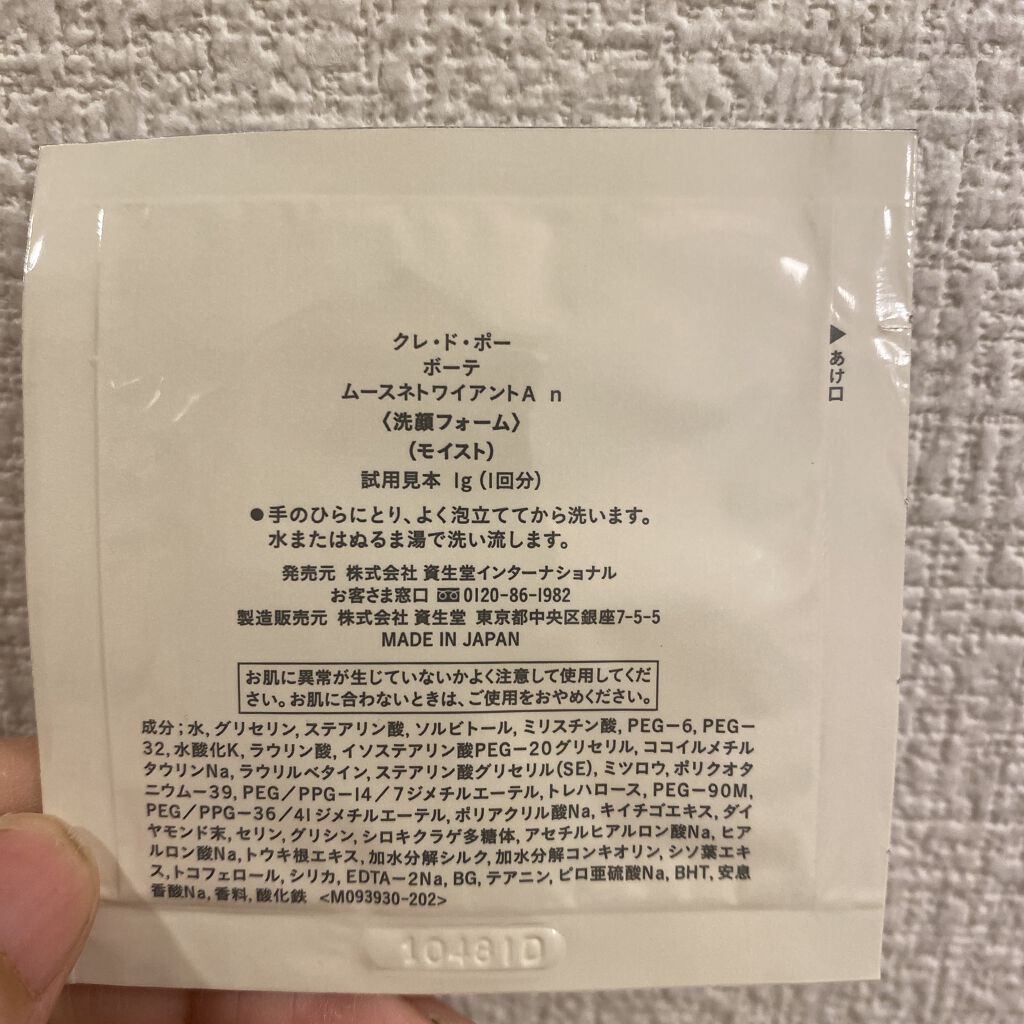 クレ・ド・ポー
ボーテ
ムースネトワイアントA n
〈洗顔フォーム〉
(モイスト)
試用見本 1g (1回分)
▶あけ口
●手のひらにとり、よく泡立ててから洗います。
水またはぬるま湯で洗い流します。
発売元 株式会社 資生堂インターナショナル
お客さま窓口 0120-86-1982
製造販売元 株式会社 資生堂 東京都中央区銀座7-5-5
MADE IN JAPAN
お肌に異常が生じていないかよく注意して使用してくだ
さい。お肌に合わないときは、ご使用をおやめください。
成分;水,グリセリン,ステアリン酸,ソルビトール,ミリスチン酸,PEG-6,PEG-
32,水酸化K,ラウリン酸,イソステアリン酸PEG-20グリセリル,ココイルメチル
タウリンNa,ラウリルベタイン,ステアリン酸グリセリル(SE),ミツロウ,ポリクオタ
ニウム-39,PEG/PPG-14/7ジメチルエーテル,トレハロース,PEG-90M,
PEG/PPG-36/41ジメチルエーテル,ポリアクリル酸Na,キイチゴエキス,ダイ
ヤモンド末,セリン,グリシン,シロキクラゲ多糖体,アセチルヒアルロン酸Na,ヒア
ルロン酸Na,トウキ根エキス,加水分解シルク,加水分解コンキオリン,シソ葉エキ
ス,トコフェロール,シリカ,EDTA-2Na,BG,テアニン,ピロ亜硫酸Na,BHT,安息
香酸Na,香料,酸化鉄 <M093930-202>
10481D